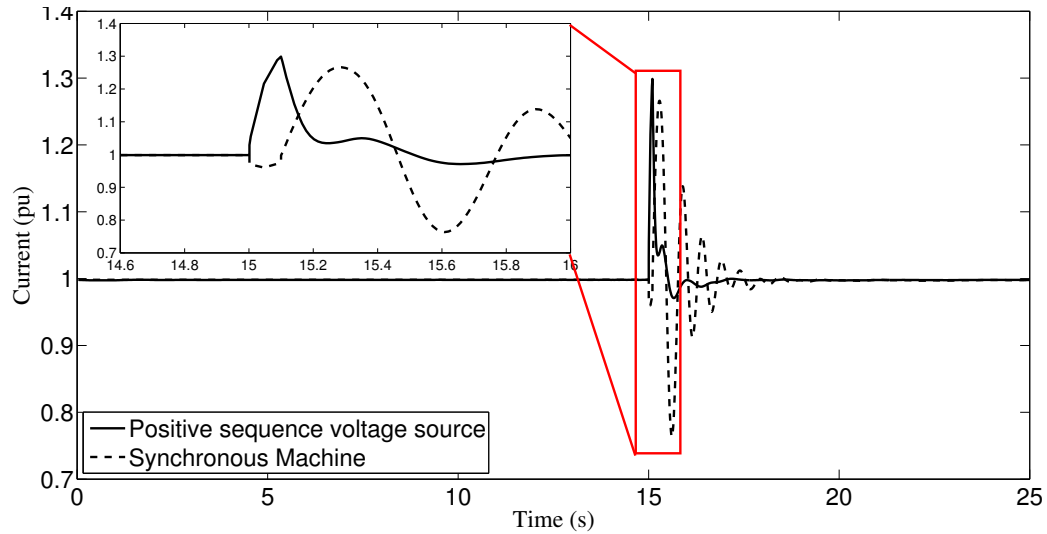 1.4
1.3
1.2
1.1
1
0.9
0.8
0.7
Current (pu)
1.4
1.3
1.2
1.1
1
0.9
0.8
0.7
14.6 14.8 15 15.2 15.4 15.6 15.8 16
Positive sequence voltage source
Synchronous Machine
0 5 10 15 20 25
Time (s)